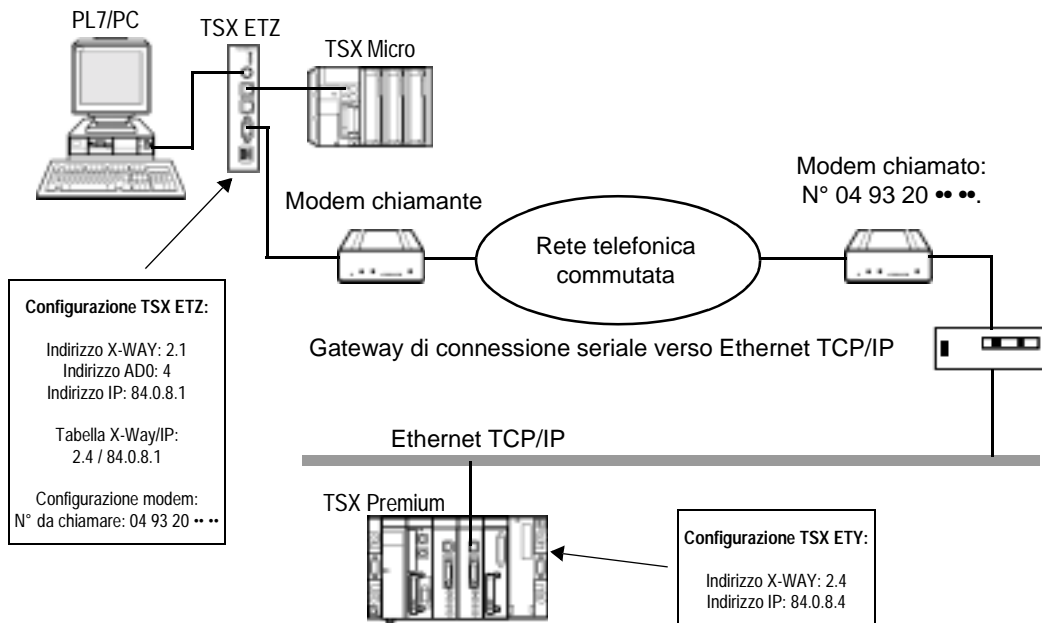 PL7/PC
TSX ETZ
TSX Micro
Modem chiamato:
N° 04 93 20 •• ••.
Modem chiamante
Rete telefonica
commutata
Configurazione TSX ETZ:
Indirizzo X-WAY: 2.1
Indirizzo AD0: 4
Indirizzo IP: 84.0.8.1
Tabella X-Way/IP:
2.4 / 84.0.8.1
Configurazione modem:
N° da chiamare: 04 93 20 •• ••
Gateway di connessione seriale verso Ethernet TCP/IP
Ethernet TCP/IP
TSX Premium
Configurazione TSX ETY:
Indirizzo X-WAY: 2.4
Indirizzo IP: 84.0.8.4